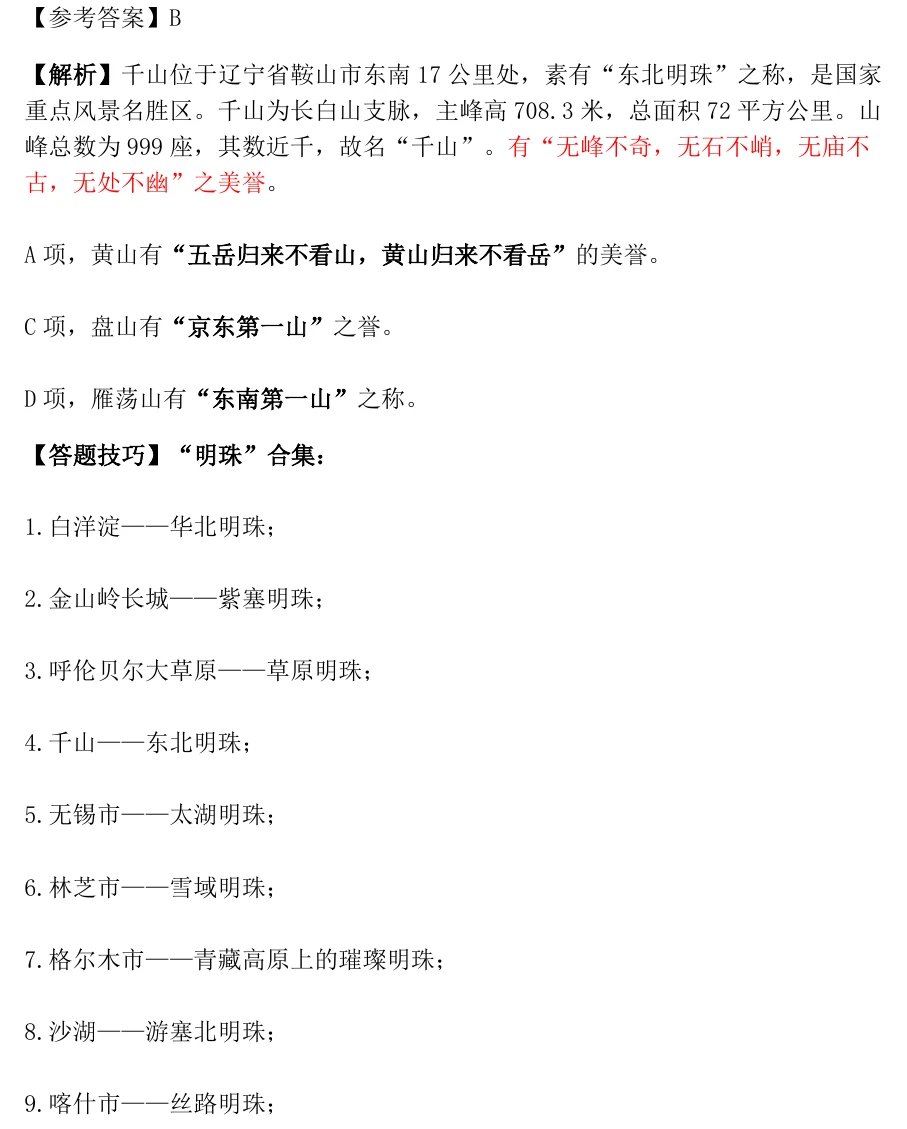 【参考答案】B
【解析】千山位于辽宁省鞍山市东南 17 公里处，素有“东北明珠”之称，是国家
重点风景名胜区。千山为长白山支脉，主峰高 708.3 米，总面积 72 平方公里。山
峰总数为 999 座，其数近千，故名“千山”。有“无峰不奇，无石不峭，无庙不
古，无处不幽”之美誉。
A 项，黄山有“五岳归来不看山，黄山归来不看岳”的美誉。
C 项，盘山有“京东第一山”之誉。
D 项，雁荡山有“东南第一山”之称。
【答题技巧】“明珠”合集：
1.白洋淀——华北明珠；
2.金山岭长城——紫塞明珠；
3.呼伦贝尔大草原——草原明珠；
4.千山——东北明珠；
5.无锡市——太湖明珠；
6.林芝市——雪域明珠；
7.格尔木市——青藏高原上的璀璨明珠；
8.沙湖——游塞北明珠；
9.喀什市——丝路明珠；